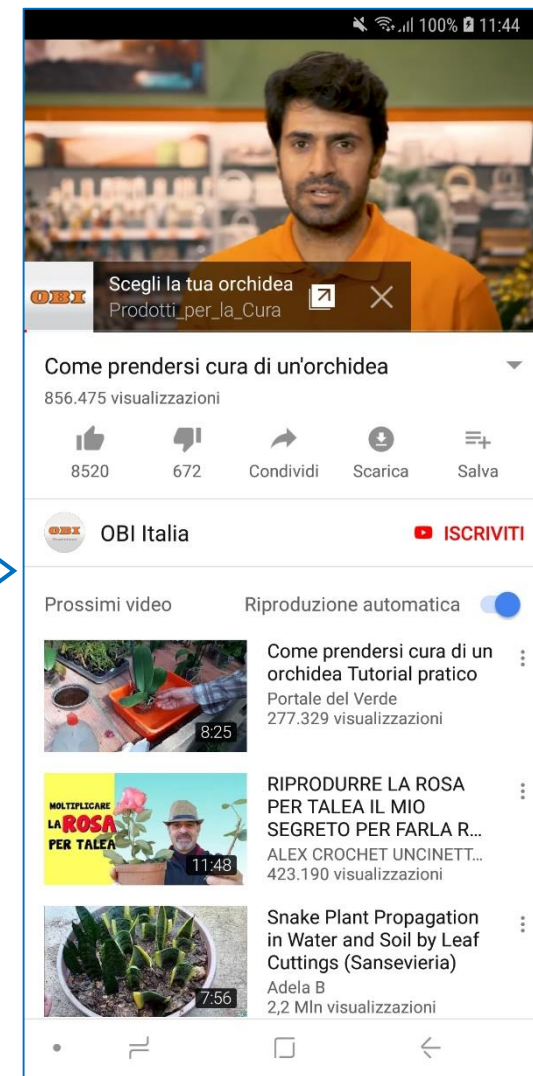 100% 11:44
OBI
Scegli la tua orchidea
Prodotti_per_la_Cura
Come prendersi cura di un'orchidea
856.475 visualizzazioni
8520
672
Condividi
Scarica
Salva
OBI
OBI Italia
ISCRIVITI
Prossimi video
Riproduzione automatica
8:25
Come prendersi cura di un
orchidea Tutorial pratico
Portale del Verde
277.329 visualizzazioni
MOLTIPLICARE
LA ROSA
PER TALEA
11:48
RIPRODURRE LA ROSA
PER TALEA IL MIO
SEGRETO PER FARLA R...
ALEX CROCHET UNCINETT...
423.190 visualizzazioni
7:56
Snake Plant Propagation
in Water and Soil by Leaf
Cuttings (Sansevieria)
Adela B
2,2 Mln visualizzazioni